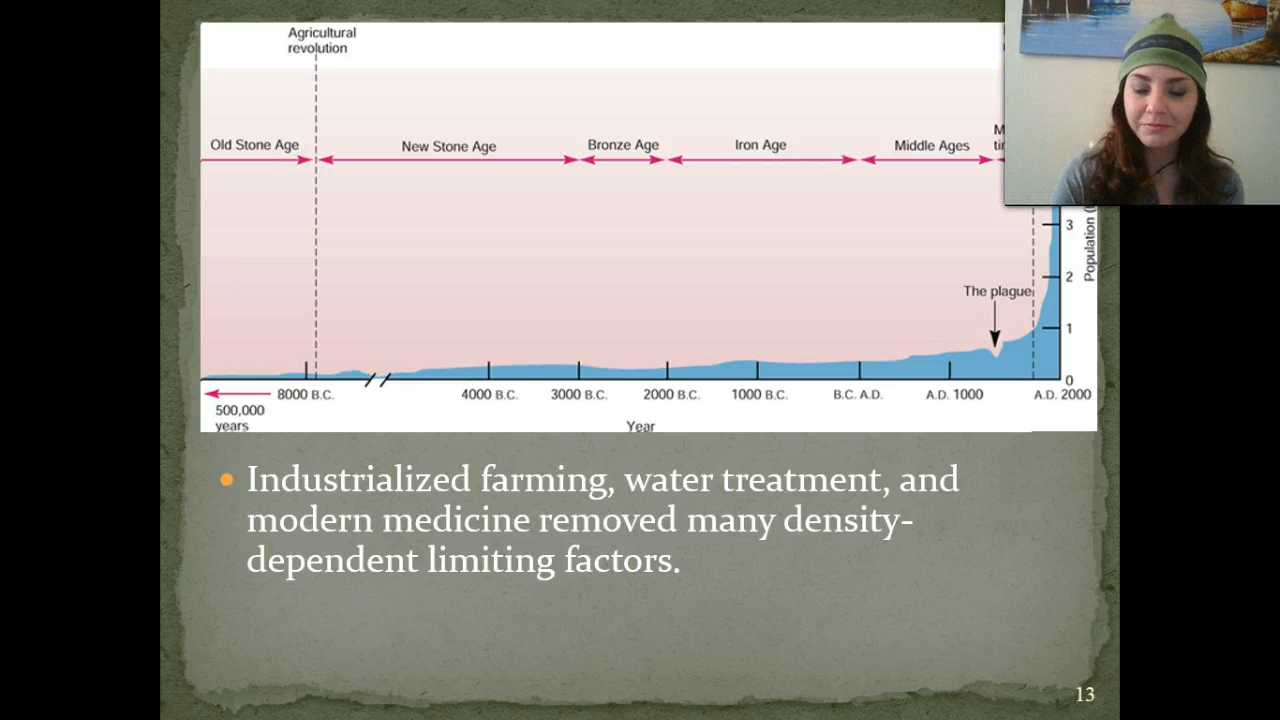 Agricultural
revolution
Old Stone Age
New Stone Age
Bronze Age
Iron Age
Middle Ages
3
2
1
0
Population
The plague
8000 B.C.
4000 B.C.
3000 B.C.
2000 B.C.
1000 B.C.
B.C. A.D.
A.D. 1000
A.D. 2000
500,000
years
Year
• Industrialized farming, water treatment, and
modern medicine removed many density-
dependent limiting factors.
13